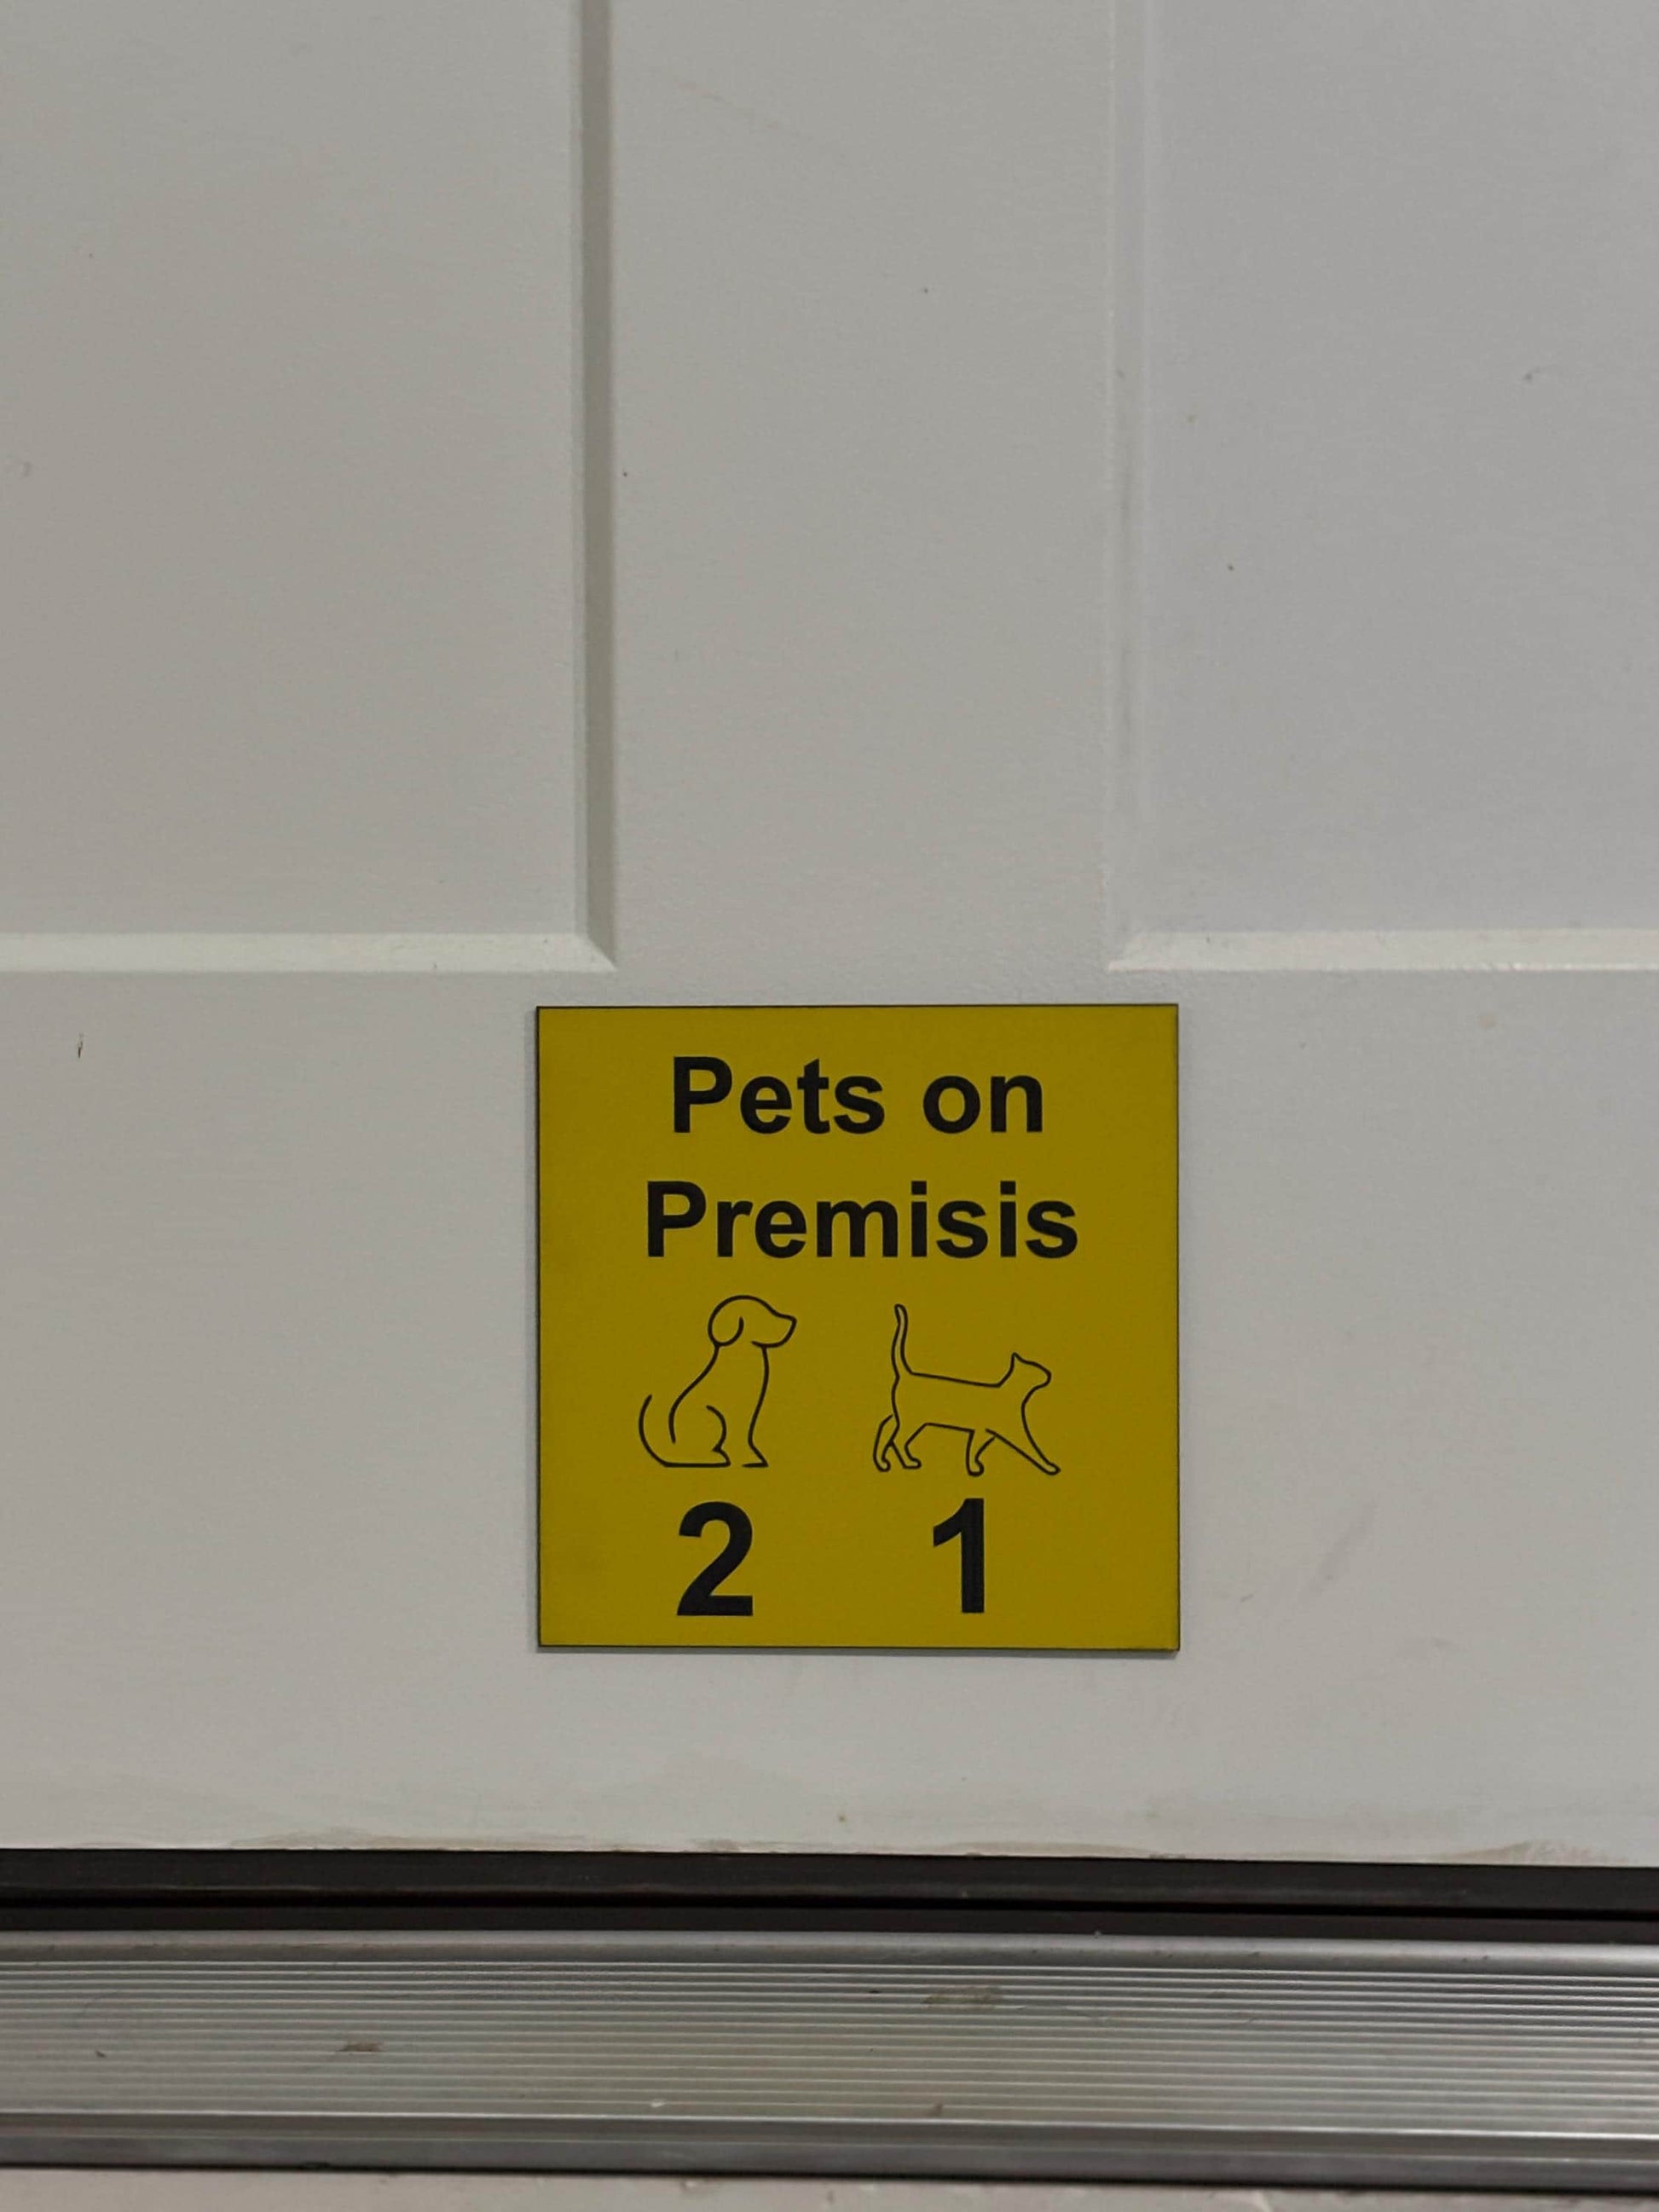 Pets on
Premisis
2 1